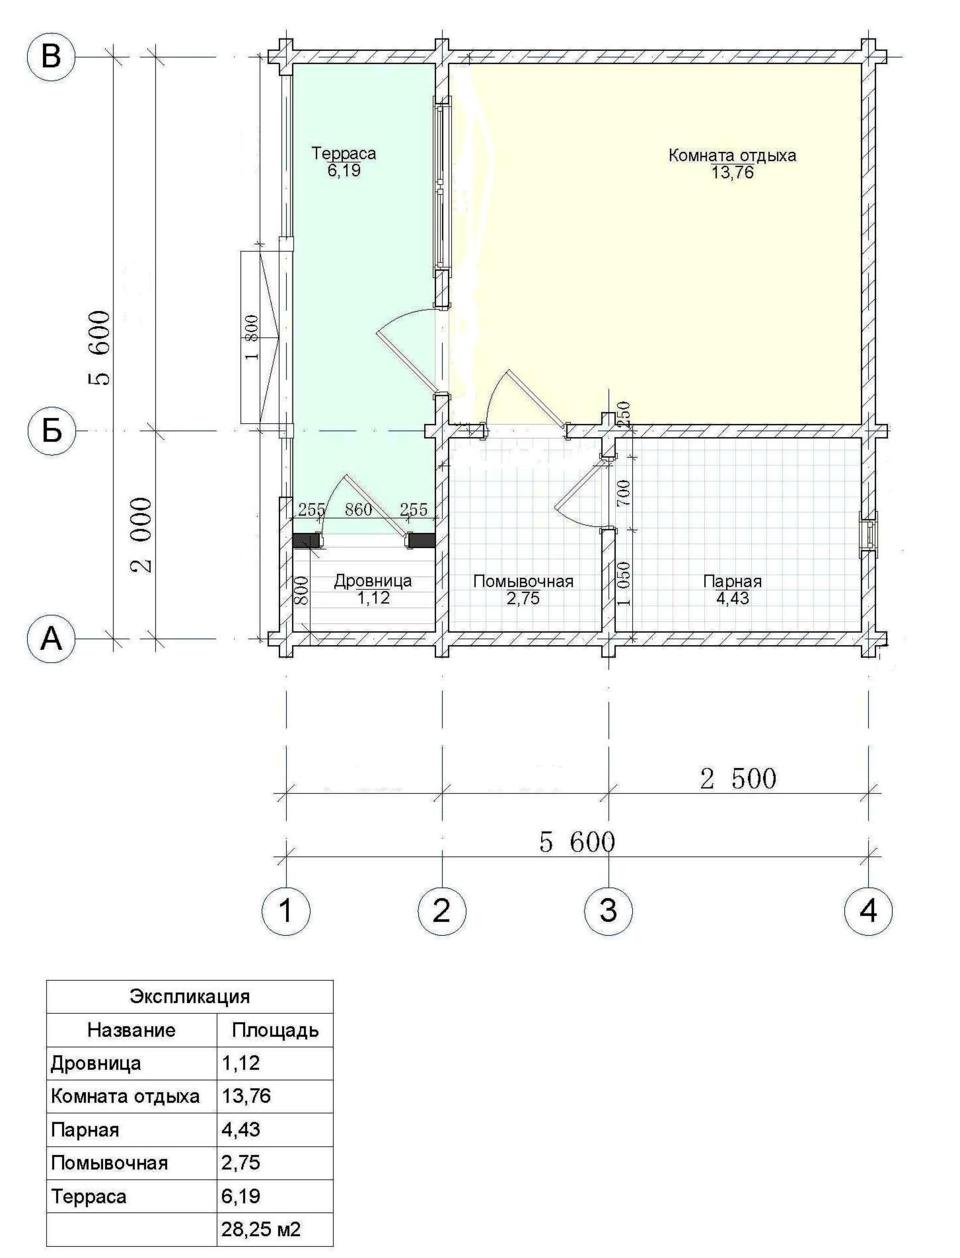 В
Терраса
6,19
Комната отдыха
13,76
5 600
1 800
Б
250
255 860 255
700
2 000
800
Дровница
1,12
Помывочная
2,75
1 050
Парная
4,43
А
2 500
5 600
1 2 3 4
Экспликация
Название Площадь
Дровница 1,12
Комната отдыха 13,76
Парная 4,43
Помывочная 2,75
Терраса 6,19
28,25 м2